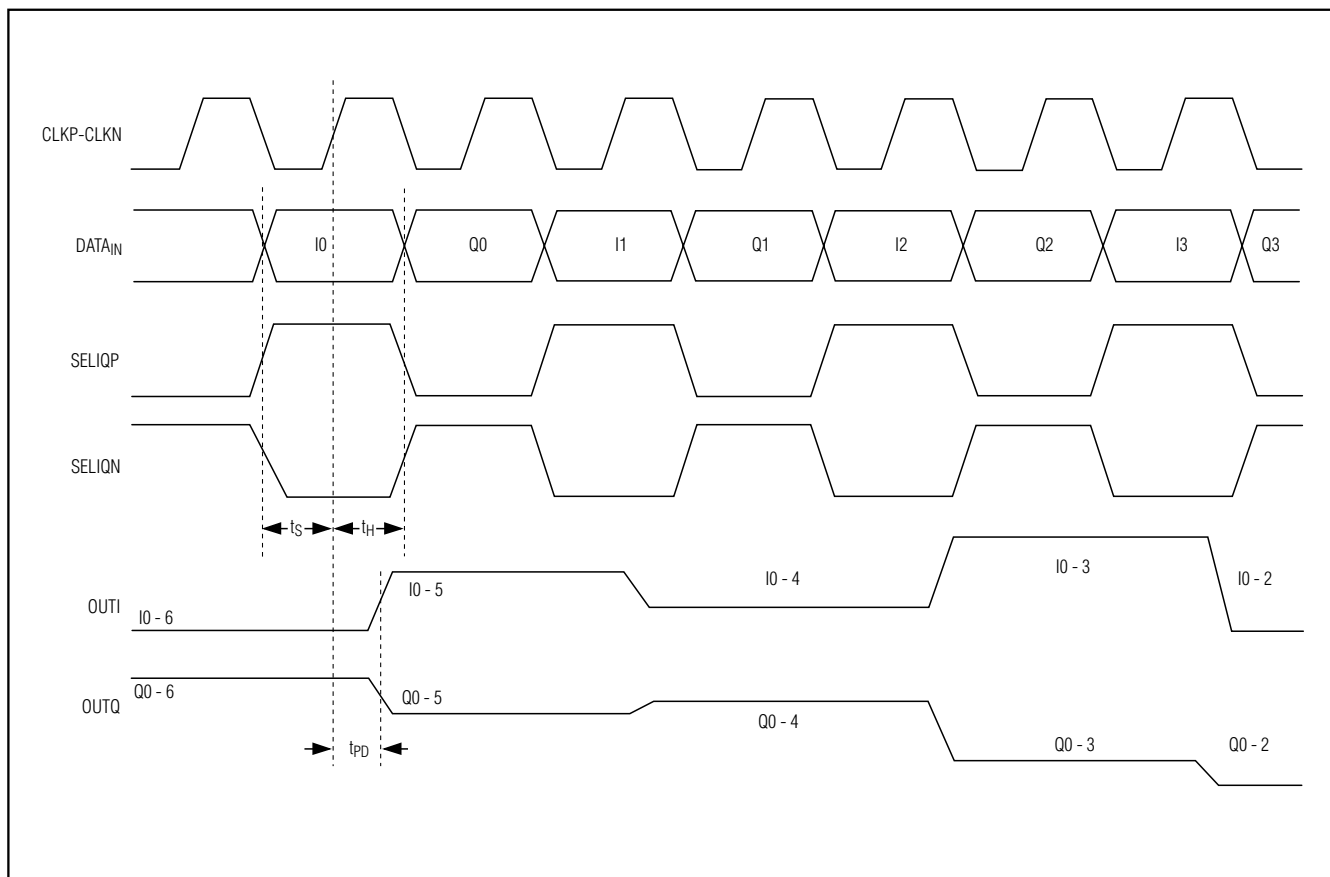 CLKP-CLKN
DATAIN
I0 Q0 I1 Q1 I2 Q2 I3 Q3
SELIQP
SELIQN
tS tH
OUTI
I0 - 6 I0 - 5 I0 - 4 I0 - 3 I0 - 2
OUTQ
Q0 - 6 Q0 - 5 Q0 - 4 Q0 - 3 Q0 - 2
tPD